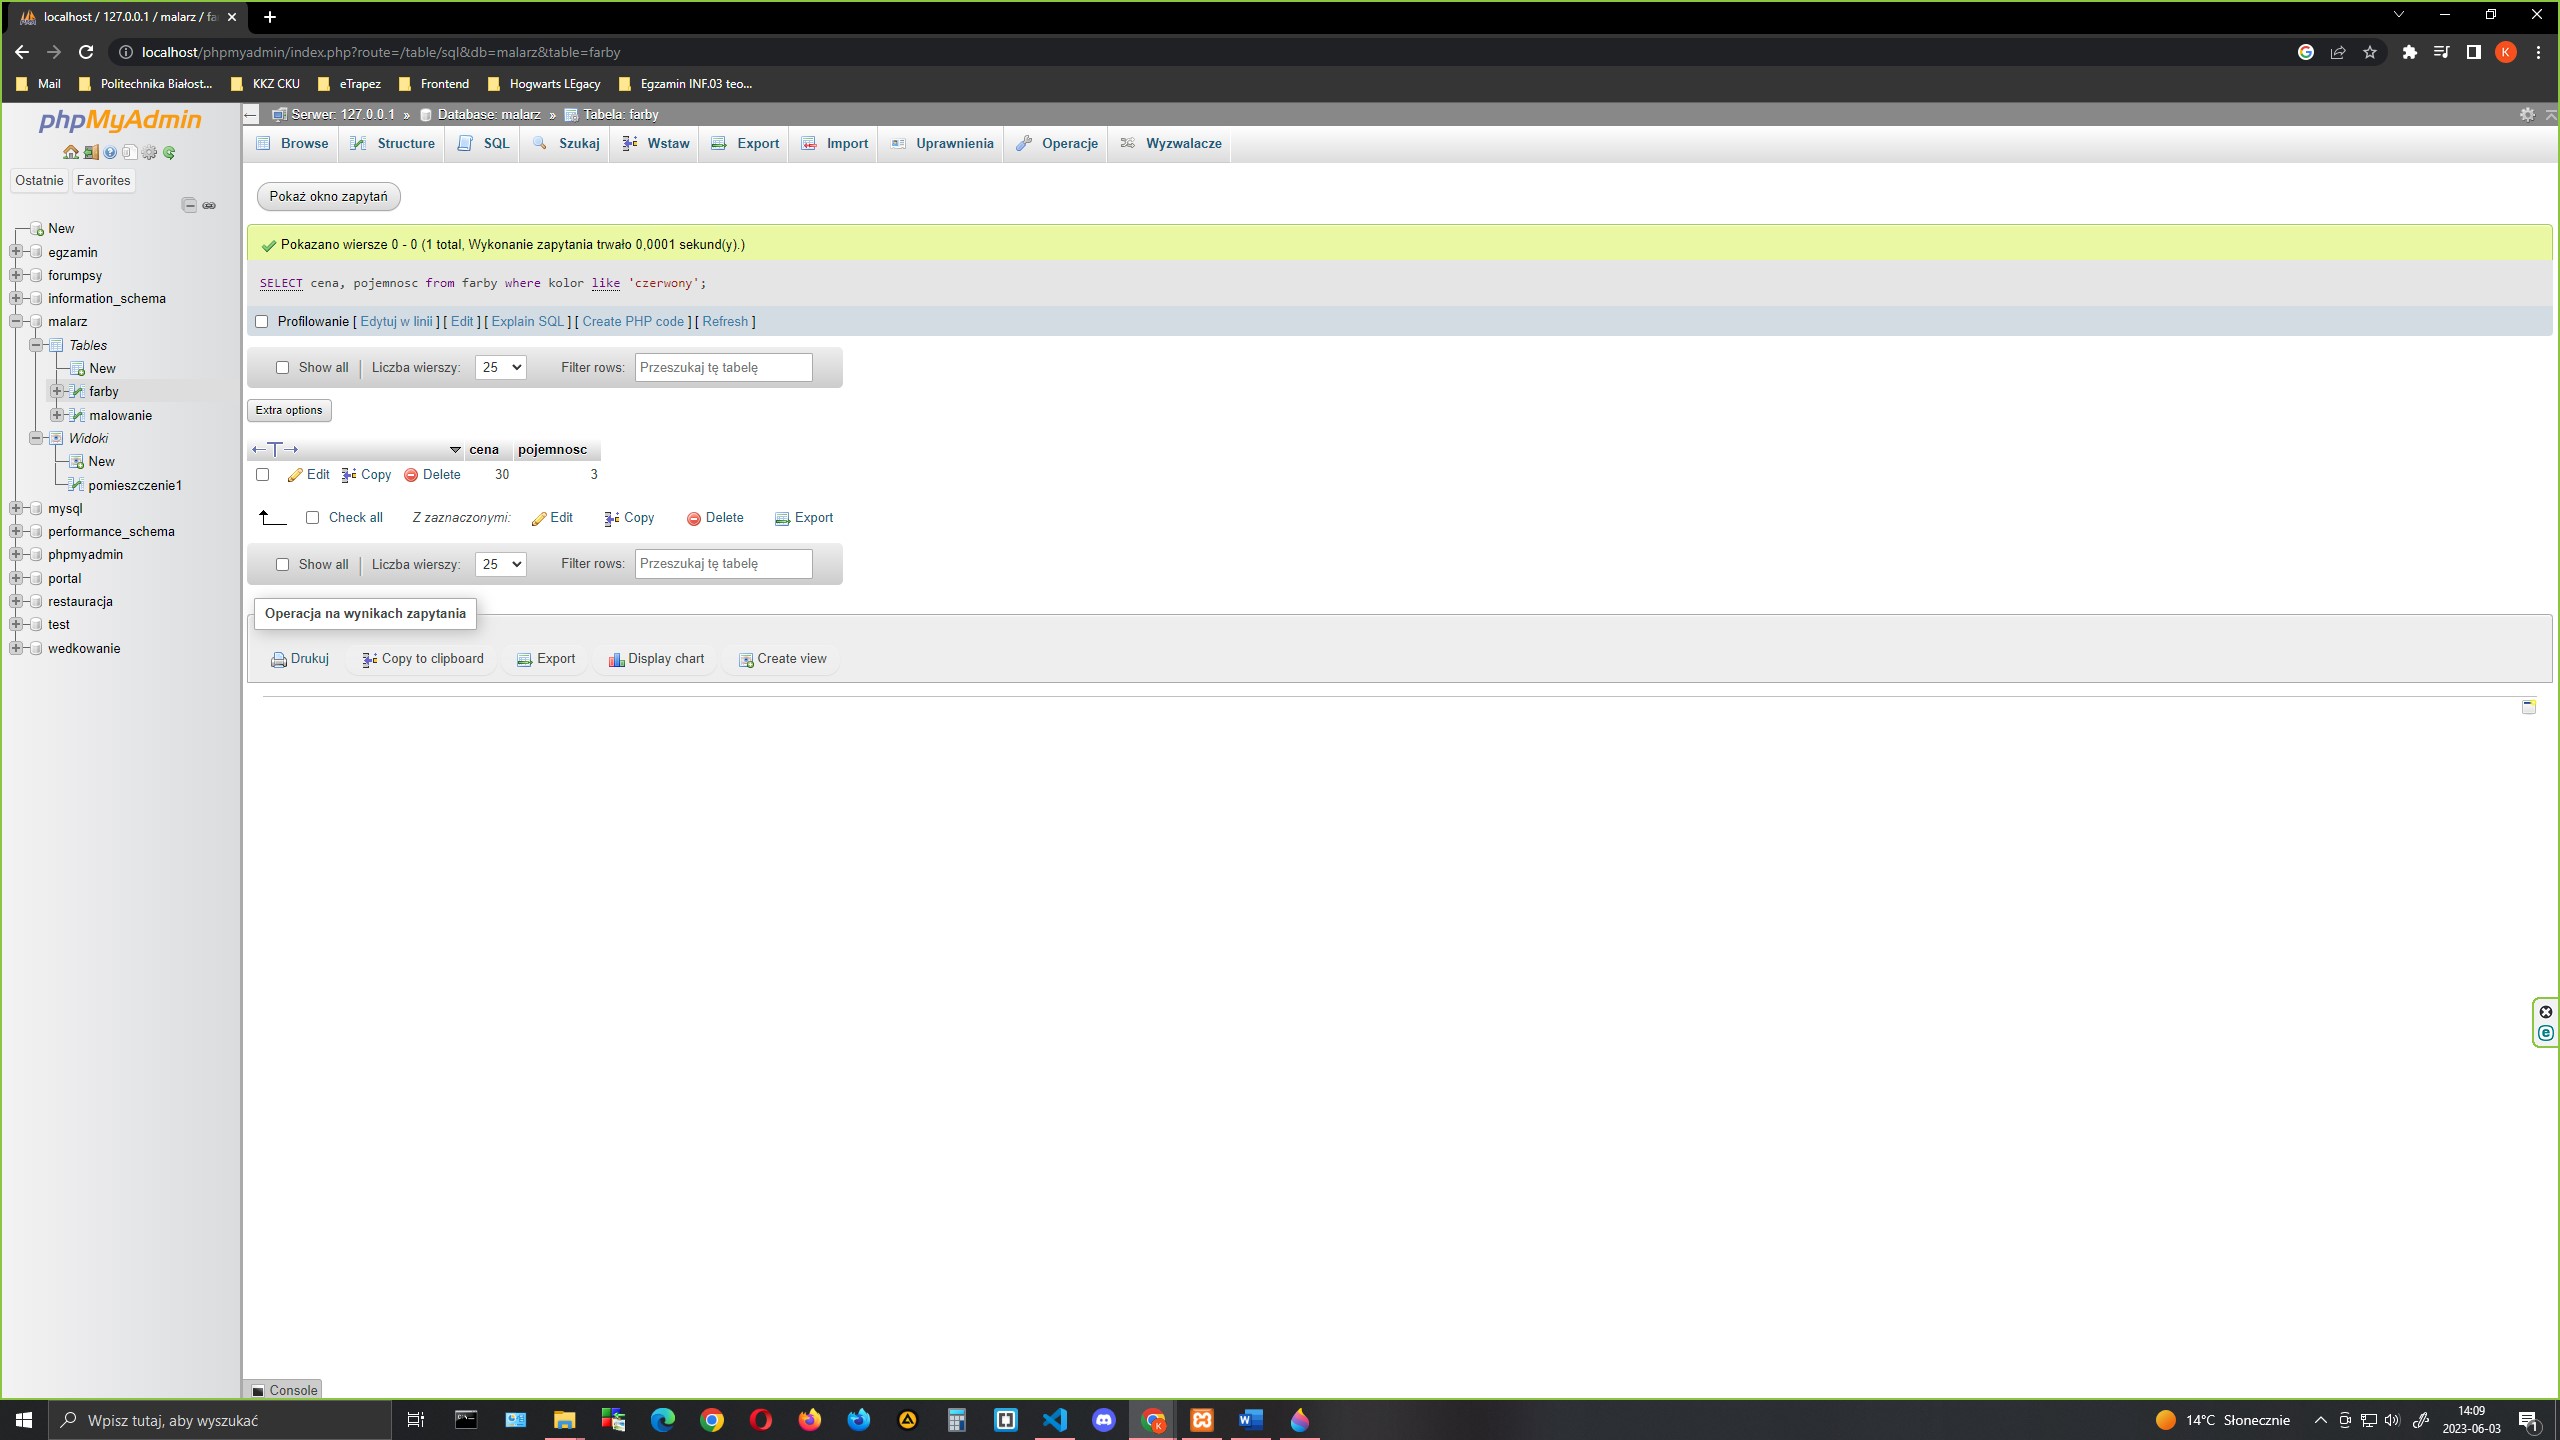 localhost / 127.0.0.1 / malarz / fa
localhost/phpmyadmin/index.php?route=/table/sql&db=malarz&table=farby
K
Mail
Politechnika Białost...
KKZ CKU
eTrapez
Frontend
Hogwarts LEgacy
Egzamin INF.03 teo...
phpMyAdmin
Ostatnie
Favorites
New
egzamin
forumpsy
information_schema
malarz
Tables
New
farby
malowanie
Widoki
New
pomieszczenie1
mysql
performance_schema
phpmyadmin
portal
restauracja
test
wedkowanie
Serwer: 127.0.0.1 » Database: malarz » Tabela: farby
Browse Structure SQL Szukaj Wstaw Export Import Uprawnienia Operacje Wyzwalacze
Pokaż okno zapytań
Pokazano wiersze 0 - 0 (1 total, Wykonanie zapytania trwało 0,0001 sekund(y).)
SELECT cena, pojemnosc from farby where kolor like 'czerwony';
Profilowanie [ Edytuj w linii ] [ Edit ] [ Explain SQL ] [ Create PHP code ] [ Refresh ]
Show all | Liczba wierszy: 25 Filter rows: Przeszukaj tę tabelę
Extra options
←T→ cena pojemnosc
Edit Copy Delete 30 3
Check all Z zaznaczonymi: Edit Copy Delete Export
Show all | Liczba wierszy: 25 Filter rows: Przeszukaj tę tabelę
Operacja na wynikach zapytania
Drukuj Copy to clipboard Export Display chart Create view
Console
Wpisz tutaj, aby wyszukać
14°C Słonecznie
14:09
2023-06-03
1